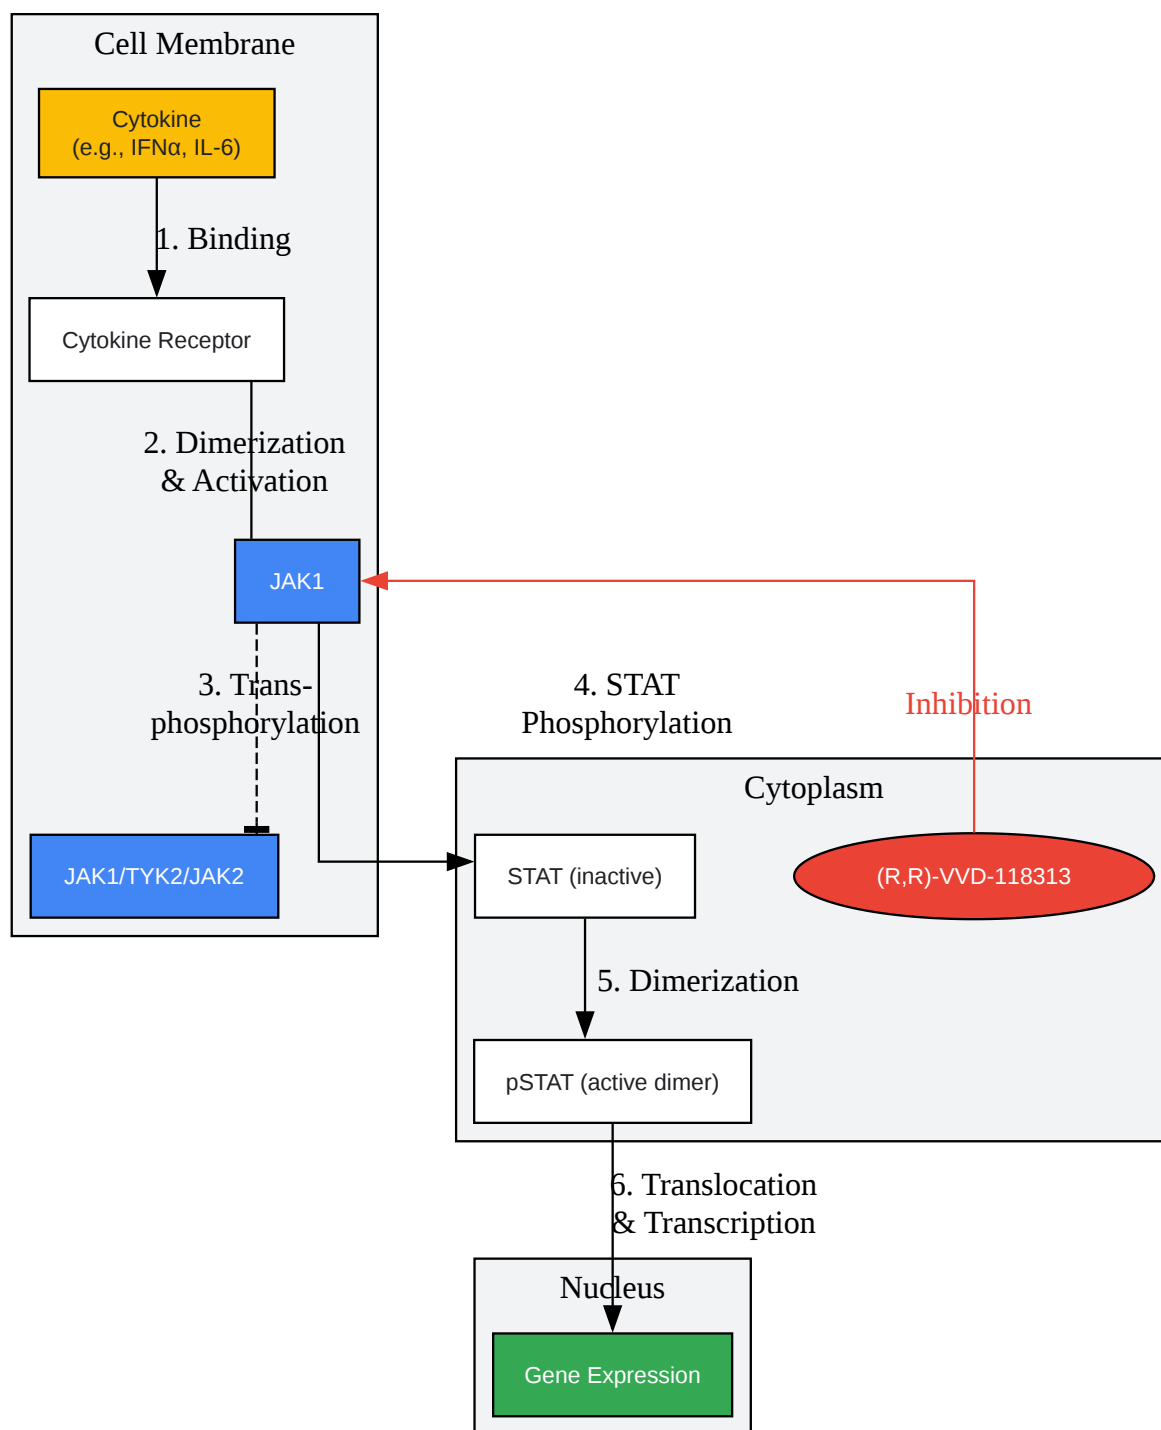 Cell Membrane
Cytokine
(e.g., IFNα, IL-6)
1. Binding
Cytokine Receptor
2. Dimerization
& Activation
JAK1
3. Trans-
phosphorylation
4. STAT
Phosphorylation
Inhibition
Cytoplasm
JAK1/TYK2/JAK2
STAT (inactive)
(R,R)-VVD-118313
5. Dimerization
pSTAT (active dimer)
6. Translocation
& Transcription
Nucleus
Gene Expression